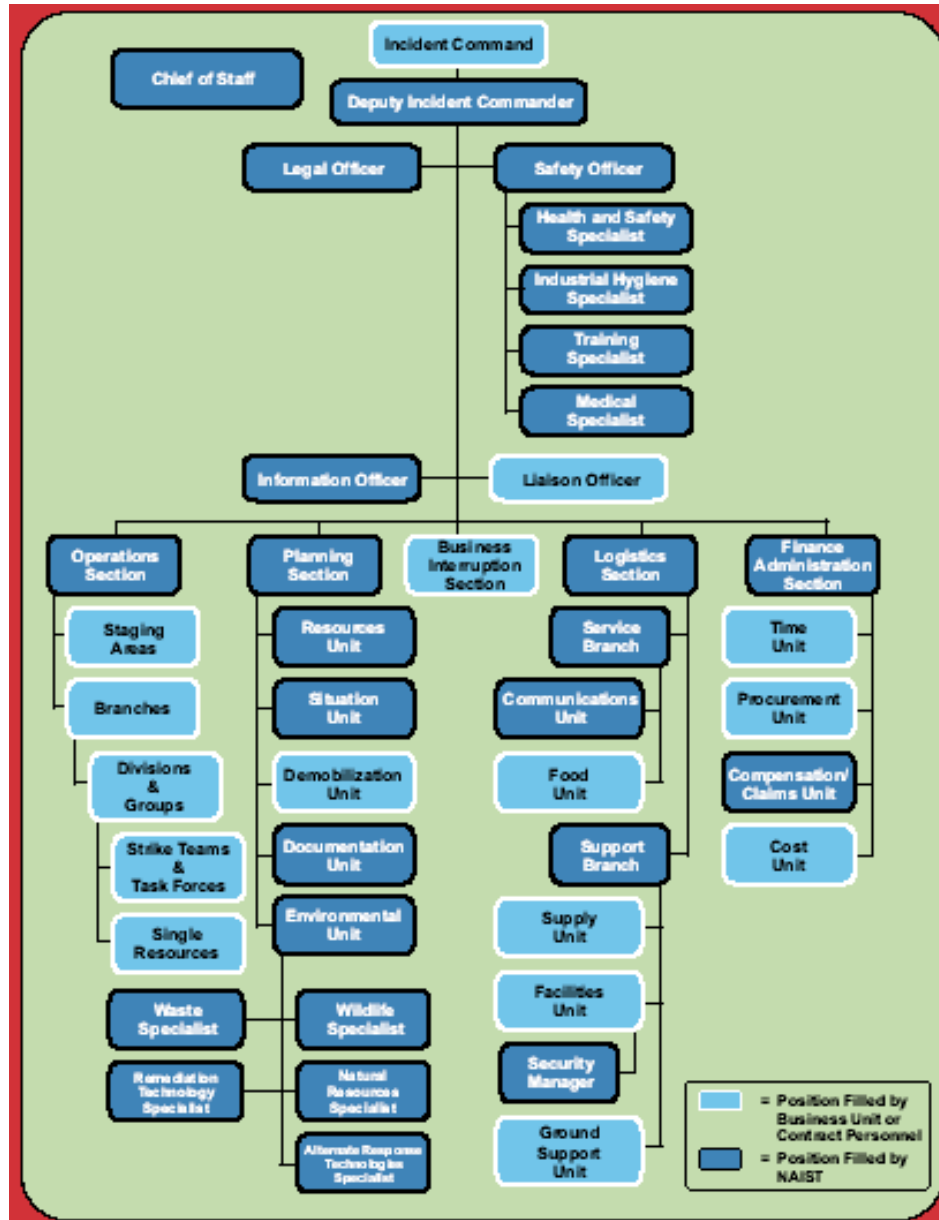 Incident Command
Chief of Staff
Deputy Incident Commander
Legal Officer
Safety Officer
Health and Safety
Specialist
Industrial Hygiene
Specialist
Training
Specialist
Medical
Specialist
Information Officer
Liaison Officer
Operations
Section
Planning
Section
Business
Interruption
Section
Logistics
Section
Finance
Administration
Section
Staging
Areas
Branches
Divisions
&
Groups
Strike Teams
&
Task Forces
Single
Resources
Resources
Unit
Situation
Unit
Demobilization
Unit
Documentation
Unit
Environmental
Unit
Waste
Specialist
Wildlife
Specialist
Remediation
Technology
Specialist
Natural
Resources
Specialist
Alternate Response
Technologies
Specialist
Service
Branch
Communications
Unit
Food
Unit
Support
Branch
Supply
Unit
Facilities
Unit
Security
Manager
Ground
Support
Unit
Time
Unit
Procurement
Unit
Compensation/
Claims Unit
Cost
Unit
= Position Filled by
Business Unit or
Contract Personnel
= Position Filled by
NAIST